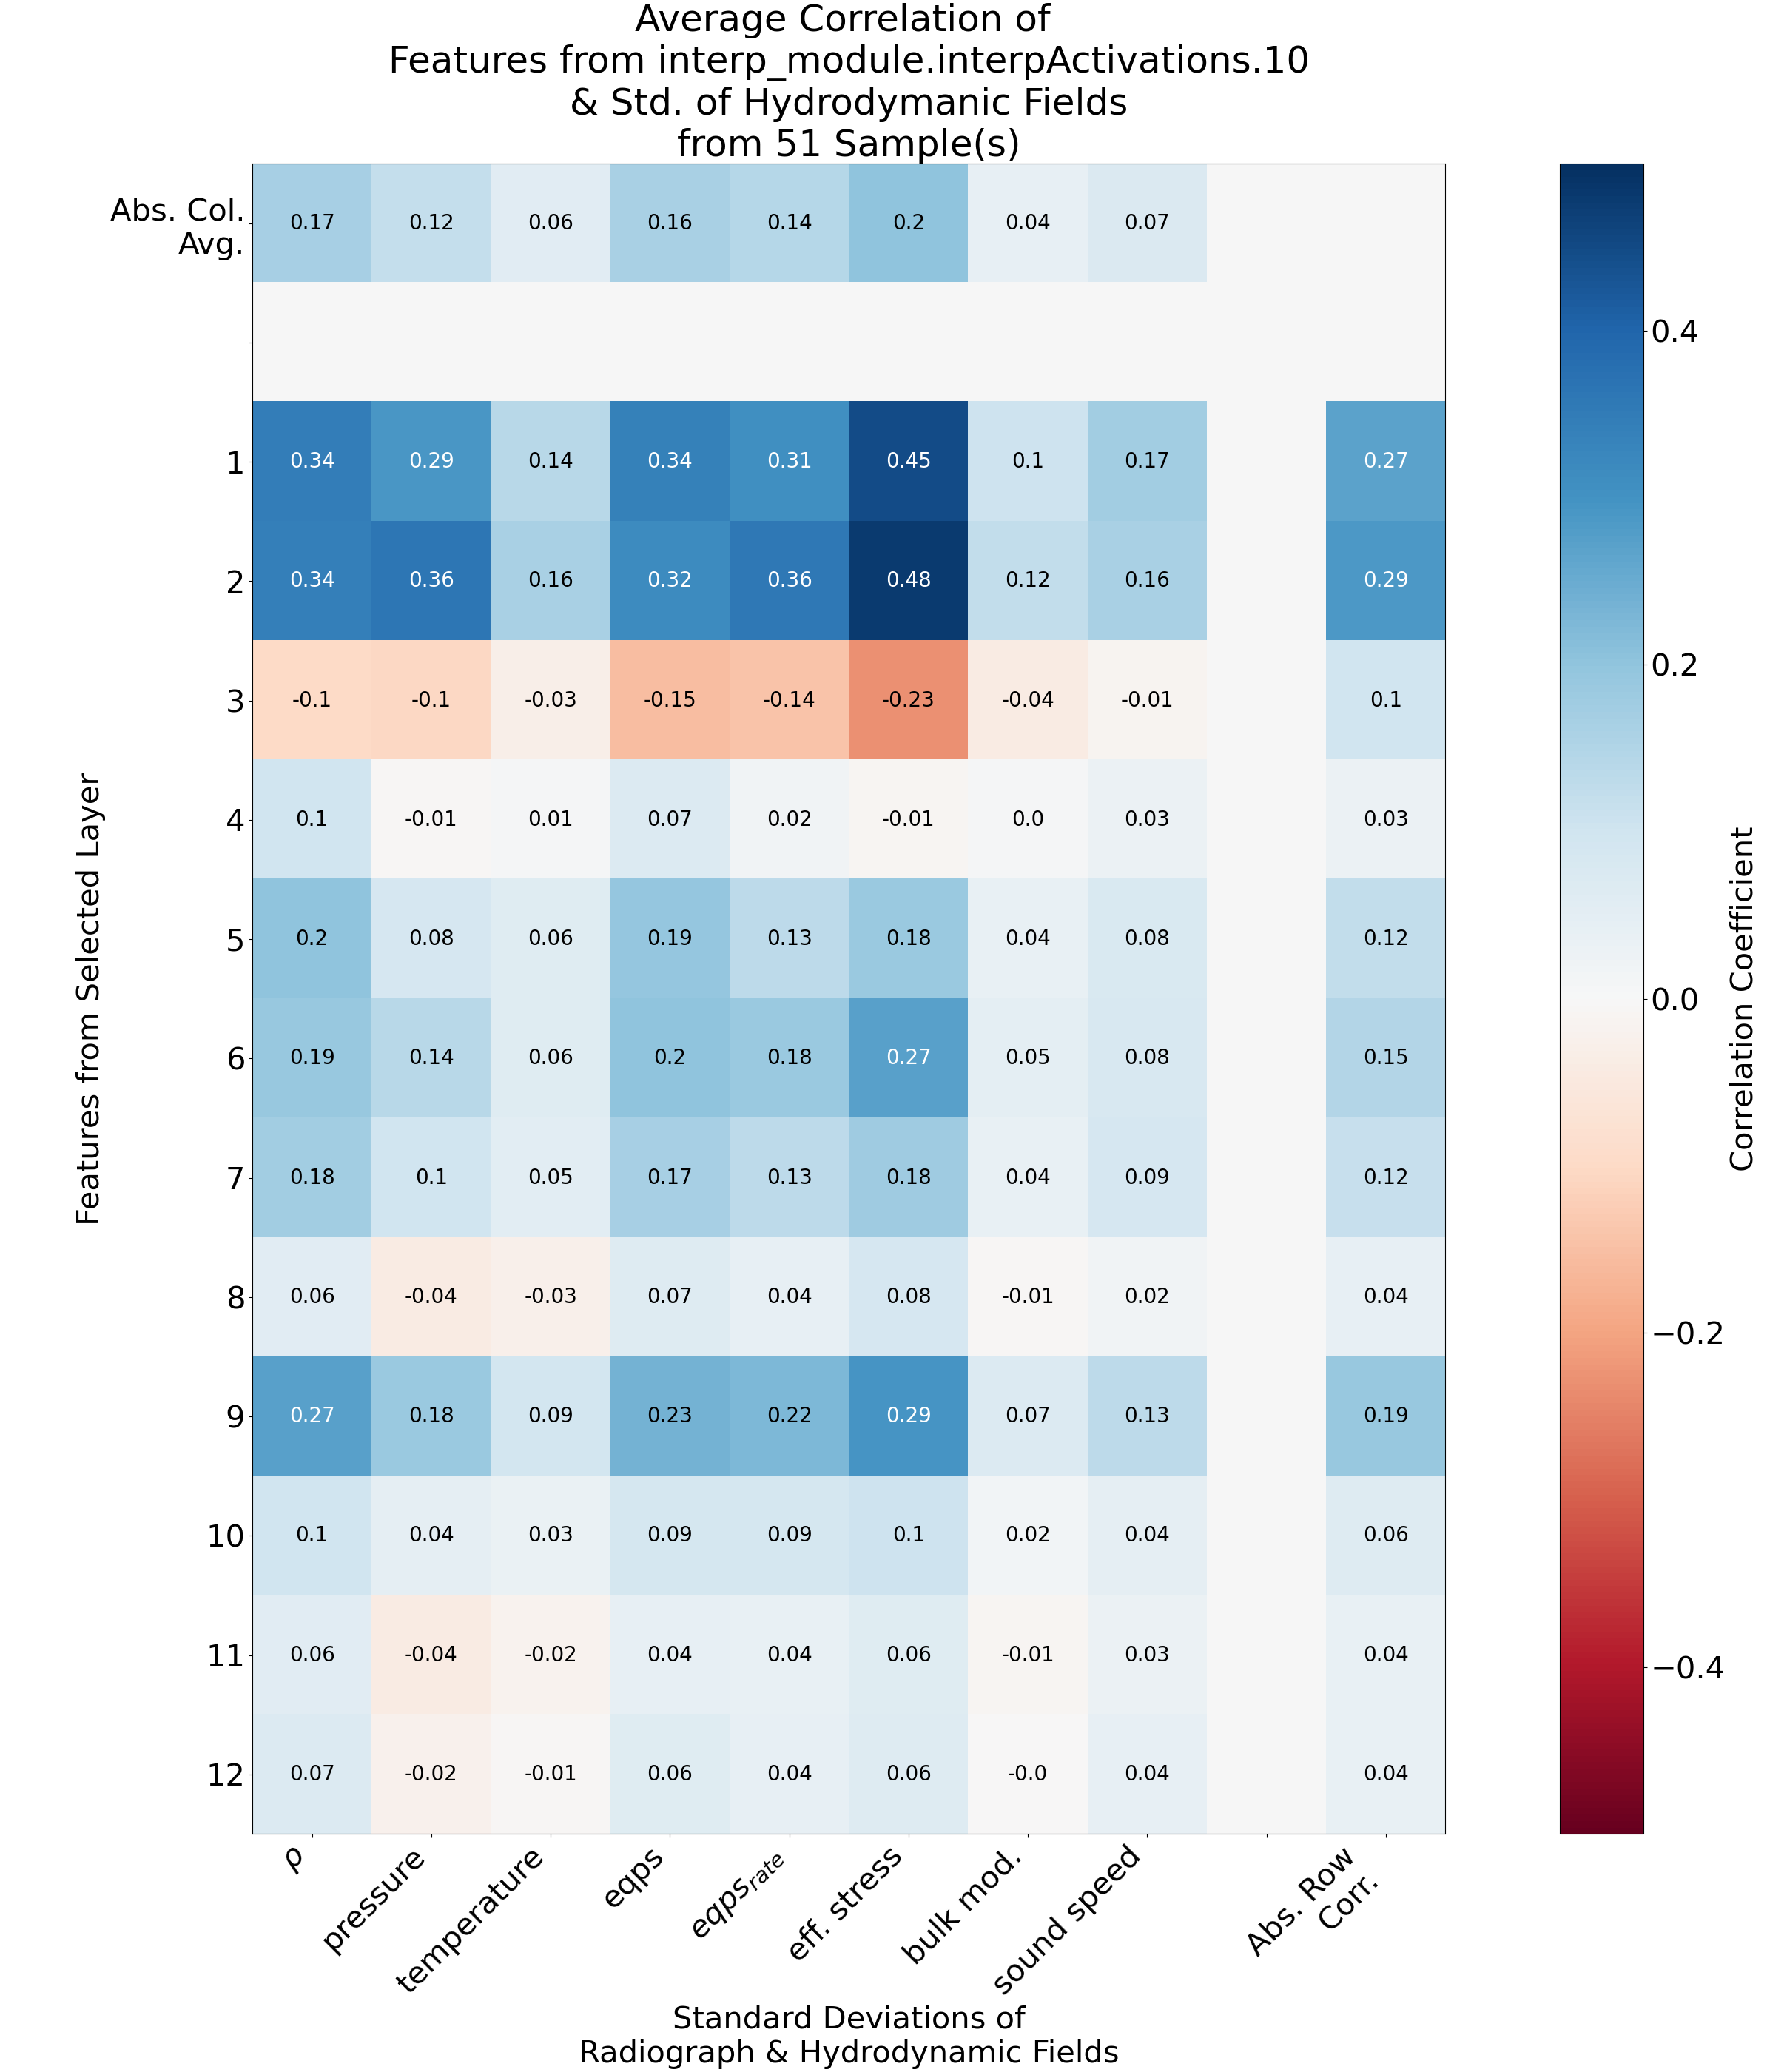 Average Correlation of
Features from interp_module.interpActivations.10
& Std. of Hydrodymanic Fields
from 51 Sample(s)
Abs. Col.
Avg.
0.17 0.12 0.06 0.16 0.14 0.2 0.04 0.07
1 0.34 0.29 0.14 0.34 0.31 0.45 0.1 0.17 0.27
2 0.34 0.36 0.16 0.32 0.36 0.48 0.12 0.16 0.29
3 -0.1 -0.1 -0.03 -0.15 -0.14 -0.23 -0.04 -0.01 0.1
4 0.1 -0.01 0.01 0.07 0.02 -0.01 0.0 0.03 0.03
5 0.2 0.08 0.06 0.19 0.13 0.18 0.04 0.08 0.12
6 0.19 0.14 0.06 0.2 0.18 0.27 0.05 0.08 0.15
7 0.18 0.1 0.05 0.17 0.13 0.18 0.04 0.09 0.12
8 0.06 -0.04 -0.03 0.07 0.04 0.08 -0.01 0.02 0.04
9 0.27 0.18 0.09 0.23 0.22 0.29 0.07 0.13 0.19
10 0.1 0.04 0.03 0.09 0.09 0.1 0.02 0.04 0.06
11 0.06 -0.04 -0.02 0.04 0.04 0.06 -0.01 0.03 0.04
12 0.07 -0.02 -0.01 0.06 0.04 0.06 -0.0 0.04 0.04
ρ
pressure
temperature
eqps
eqps_rate
eff. stress
bulk mod.
sound speed
Abs. Row
Corr.
Standard Deviations of
Radiograph & Hydrodynamic Fields
Features from Selected Layer
0.4
0.2
0.0
−0.2
−0.4
Correlation Coefficient